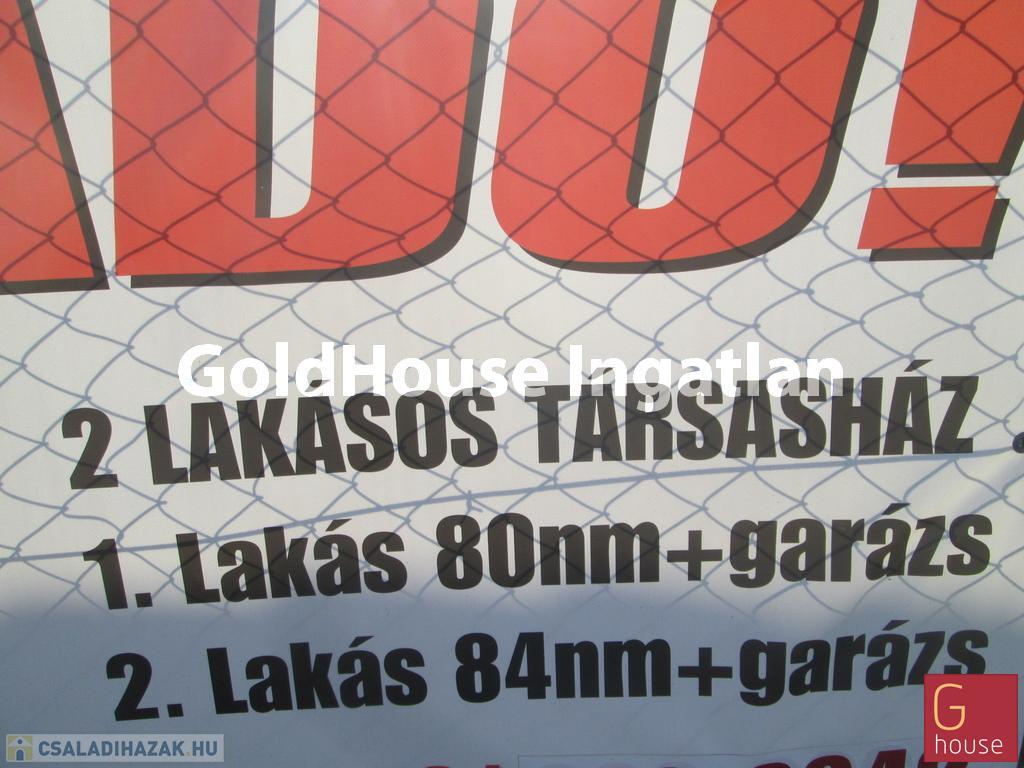 GoldHouse Ingatlan
2 LAKÁSOS TÁRSASHÁZ
1. Lakás 80nm+garázs
2. Lakás 84nm+garázs
G
house
CSALADIHAZAK.HU